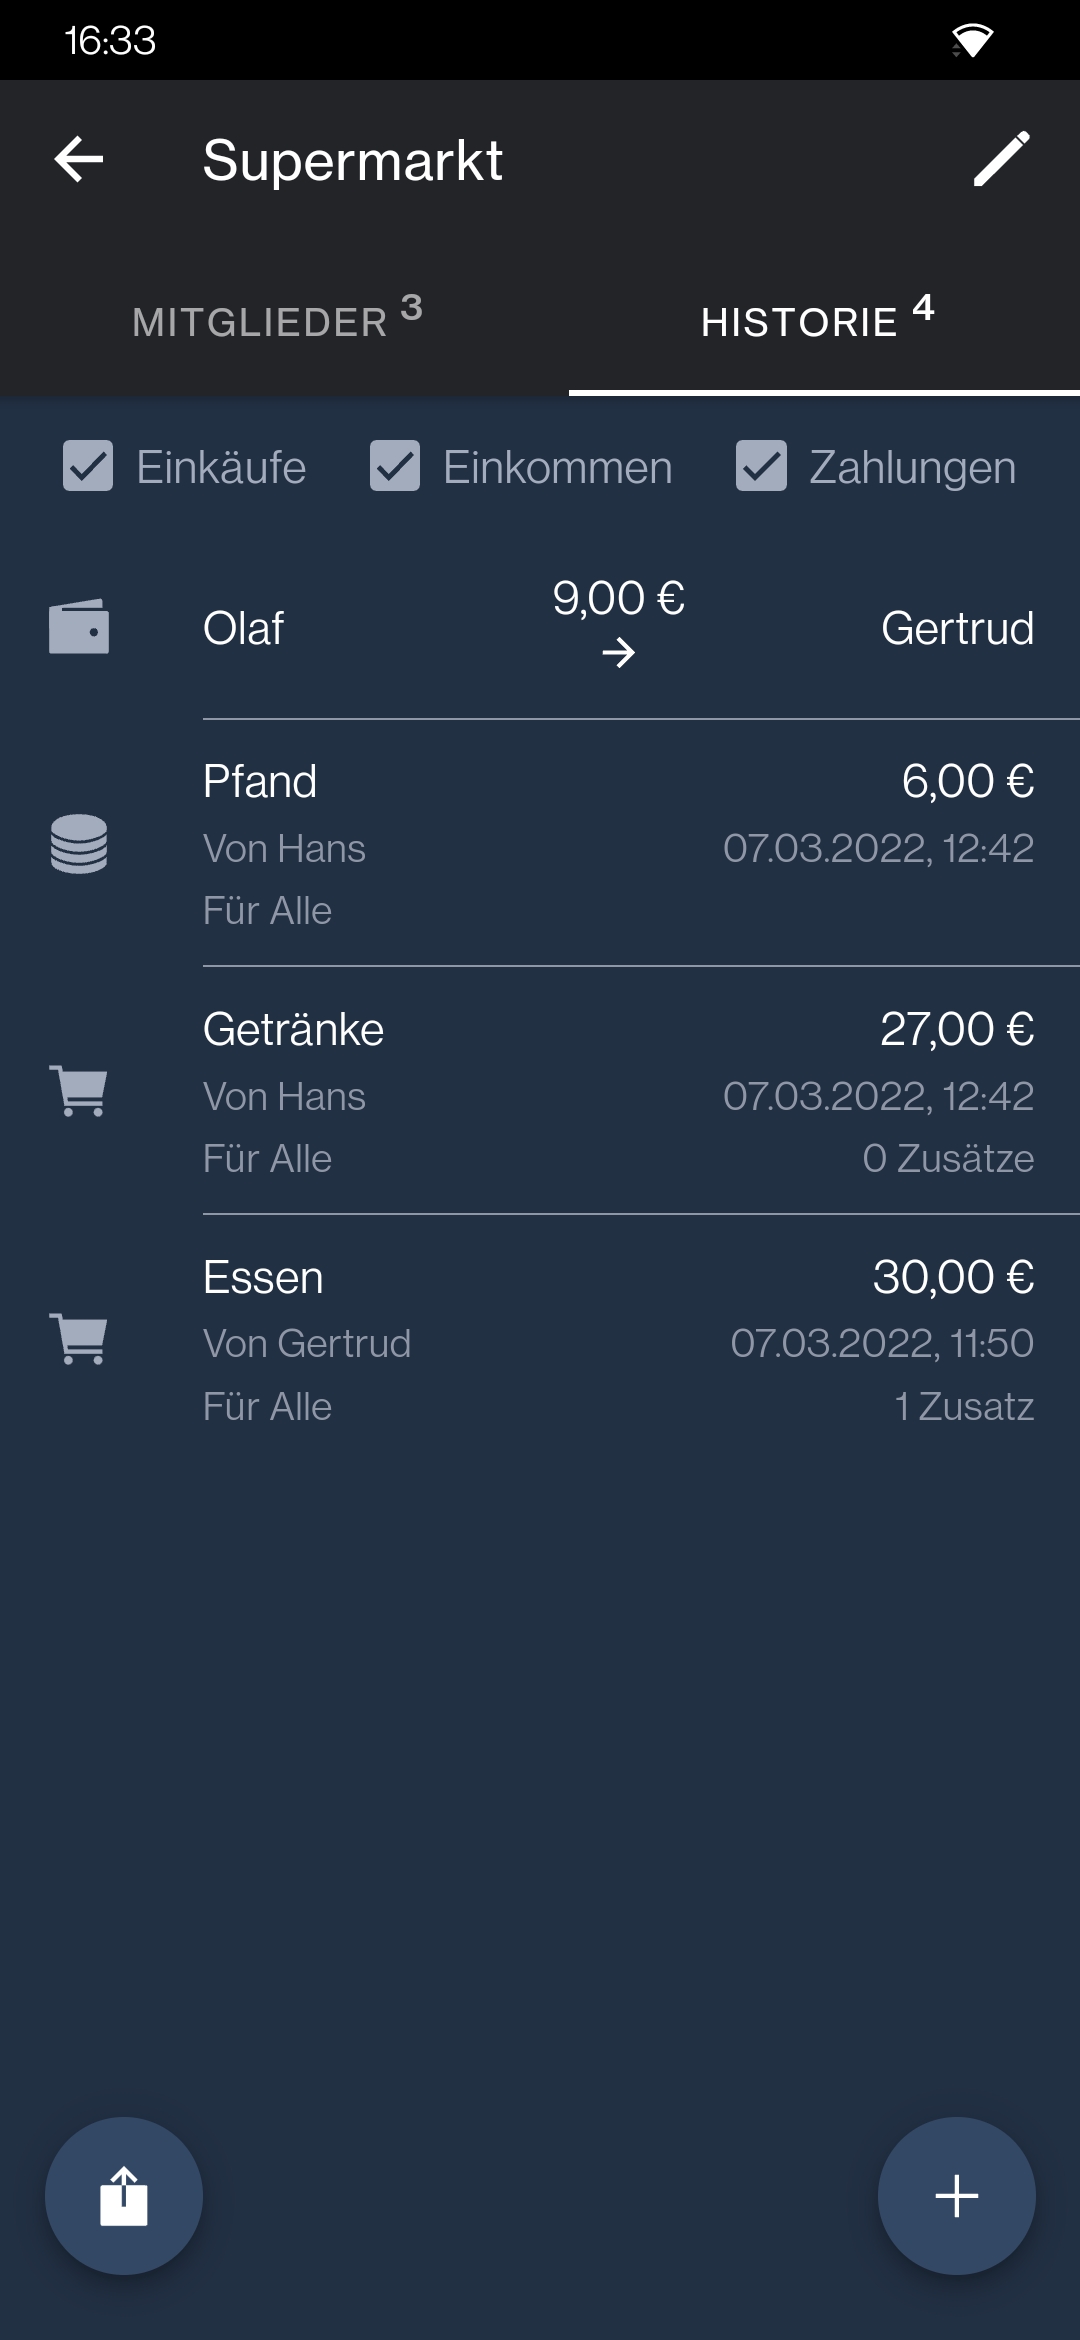 16:33
Supermarkt
MITGLIEDER 3
HISTORIE 4
Einkäufe Einkommen Zahlungen
Olaf 9,00 € Gertrud
Pfand 6,00 €
Von Hans 07.03.2022, 12:42
Für Alle
Getränke 27,00 €
Von Hans 07.03.2022, 12:42
Für Alle 0 Zusätze
Essen 30,00 €
Von Gertrud 07.03.2022, 11:50
Für Alle 1 Zusatz